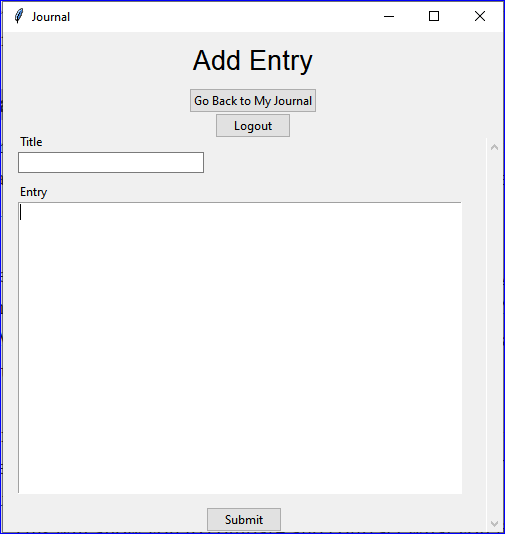 Journal
Add Entry
Go Back to My Journal
Logout
Title
Entry
Submit